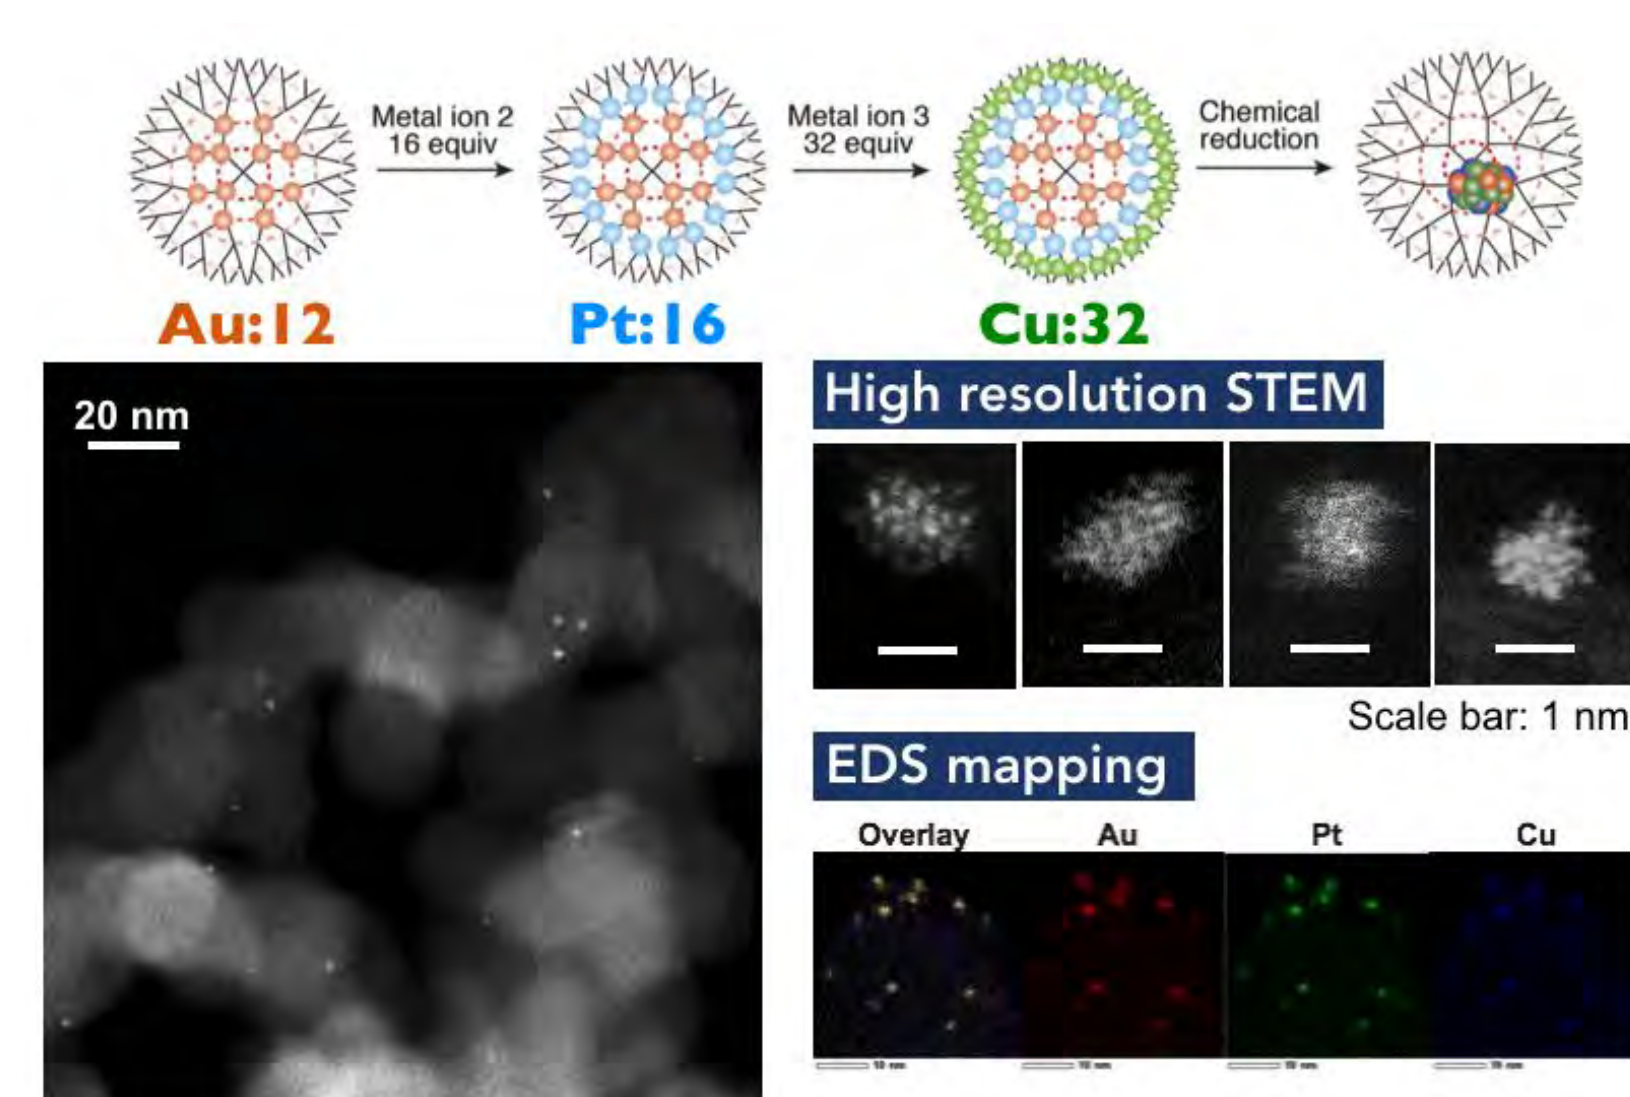 Metal ion 2
16 equiv
Metal ion 3
32 equiv
Chemical
reduction
Au:12
Pt:16
Cu:32
20 nm
High resolution STEM
Scale bar: 1 nm
EDS mapping
Overlay
Au
Pt
Cu